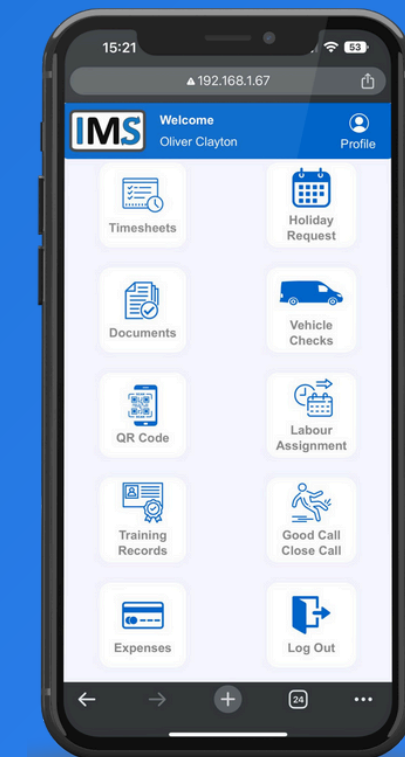 15:21
53
192.168.1.67
IMS
Welcome
Oliver Clayton
Profile
Timesheets
Holiday
Request
Documents
Vehicle
Checks
QR Code
Labour
Assignment
Training
Records
Good Call
Close Call
Expenses
Log Out
24